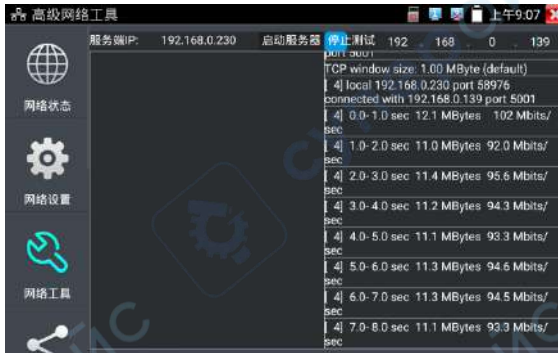 高级网络工具
上午9:07
服务端IP: 192.168.0.230 启动服务器 停止测试 192 . 168 . 0 . 139
网络状态
网络设置
网络工具
port 5001
TCP window size: 1.00 MByte (default)
[ 4] local 192.168.0.230 port 58976
connected with 192.168.0.139 port 5001
[ 4] 0.0- 1.0 sec 12.1 MBytes 102 Mbits/
sec
[ 4] 1.0- 2.0 sec 11.0 MBytes 92.0 Mbits/
sec
[ 4] 2.0- 3.0 sec 11.4 MBytes 95.6 Mbits/
sec
[ 4] 3.0- 4.0 sec 11.2 MBytes 94.3 Mbits/
sec
[ 4] 4.0- 5.0 sec 11.1 MBytes 93.3 Mbits/
sec
[ 4] 5.0- 6.0 sec 11.3 MBytes 94.6 Mbits/
sec
[ 4] 6.0- 7.0 sec 11.3 MBytes 94.5 Mbits/
sec
[ 4] 7.0- 8.0 sec 11.1 MBytes 93.3 Mbits/
sec